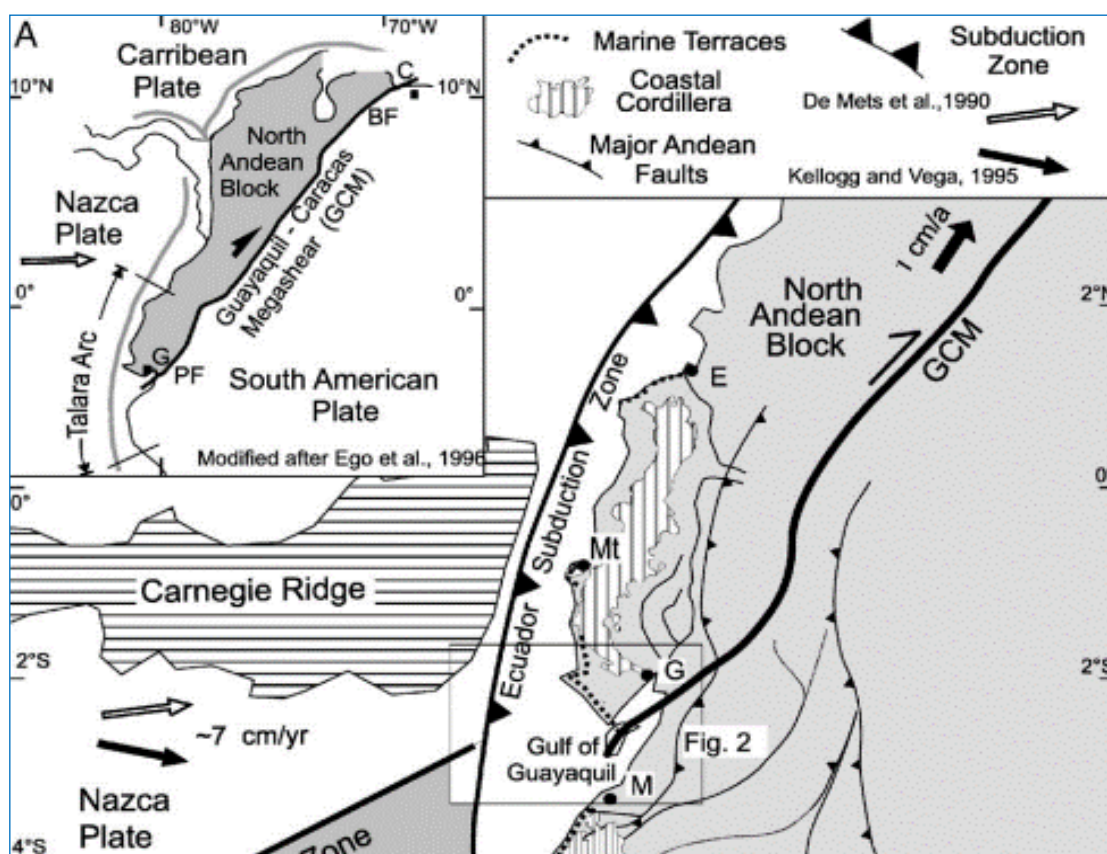 A
80°W
70°W
Carribean
Plate
10°N
10°N
C
BF
North
Andean
Block
Guayaquil - Caracas
Megashear (GCM)
Nazca
Plate
0°
0°
Talara Arc
G
PF
South American
Plate
Modified after Ego et al., 1996
Marine Terraces
Coastal
Cordillera
Major Andean
Faults
Subduction
Zone
De Mets et al.,1990
Kellogg and Vega, 1995
1 cm/a
North
Andean
Block
2°N
GCM
E
Ecuador Subduction Zone
0°
0°
Mt
Carnegie Ridge
2°S
2°S
G
~7 cm/yr
Gulf of
Guayaquil
Fig. 2
M
Nazca
Plate
Zone
4°S